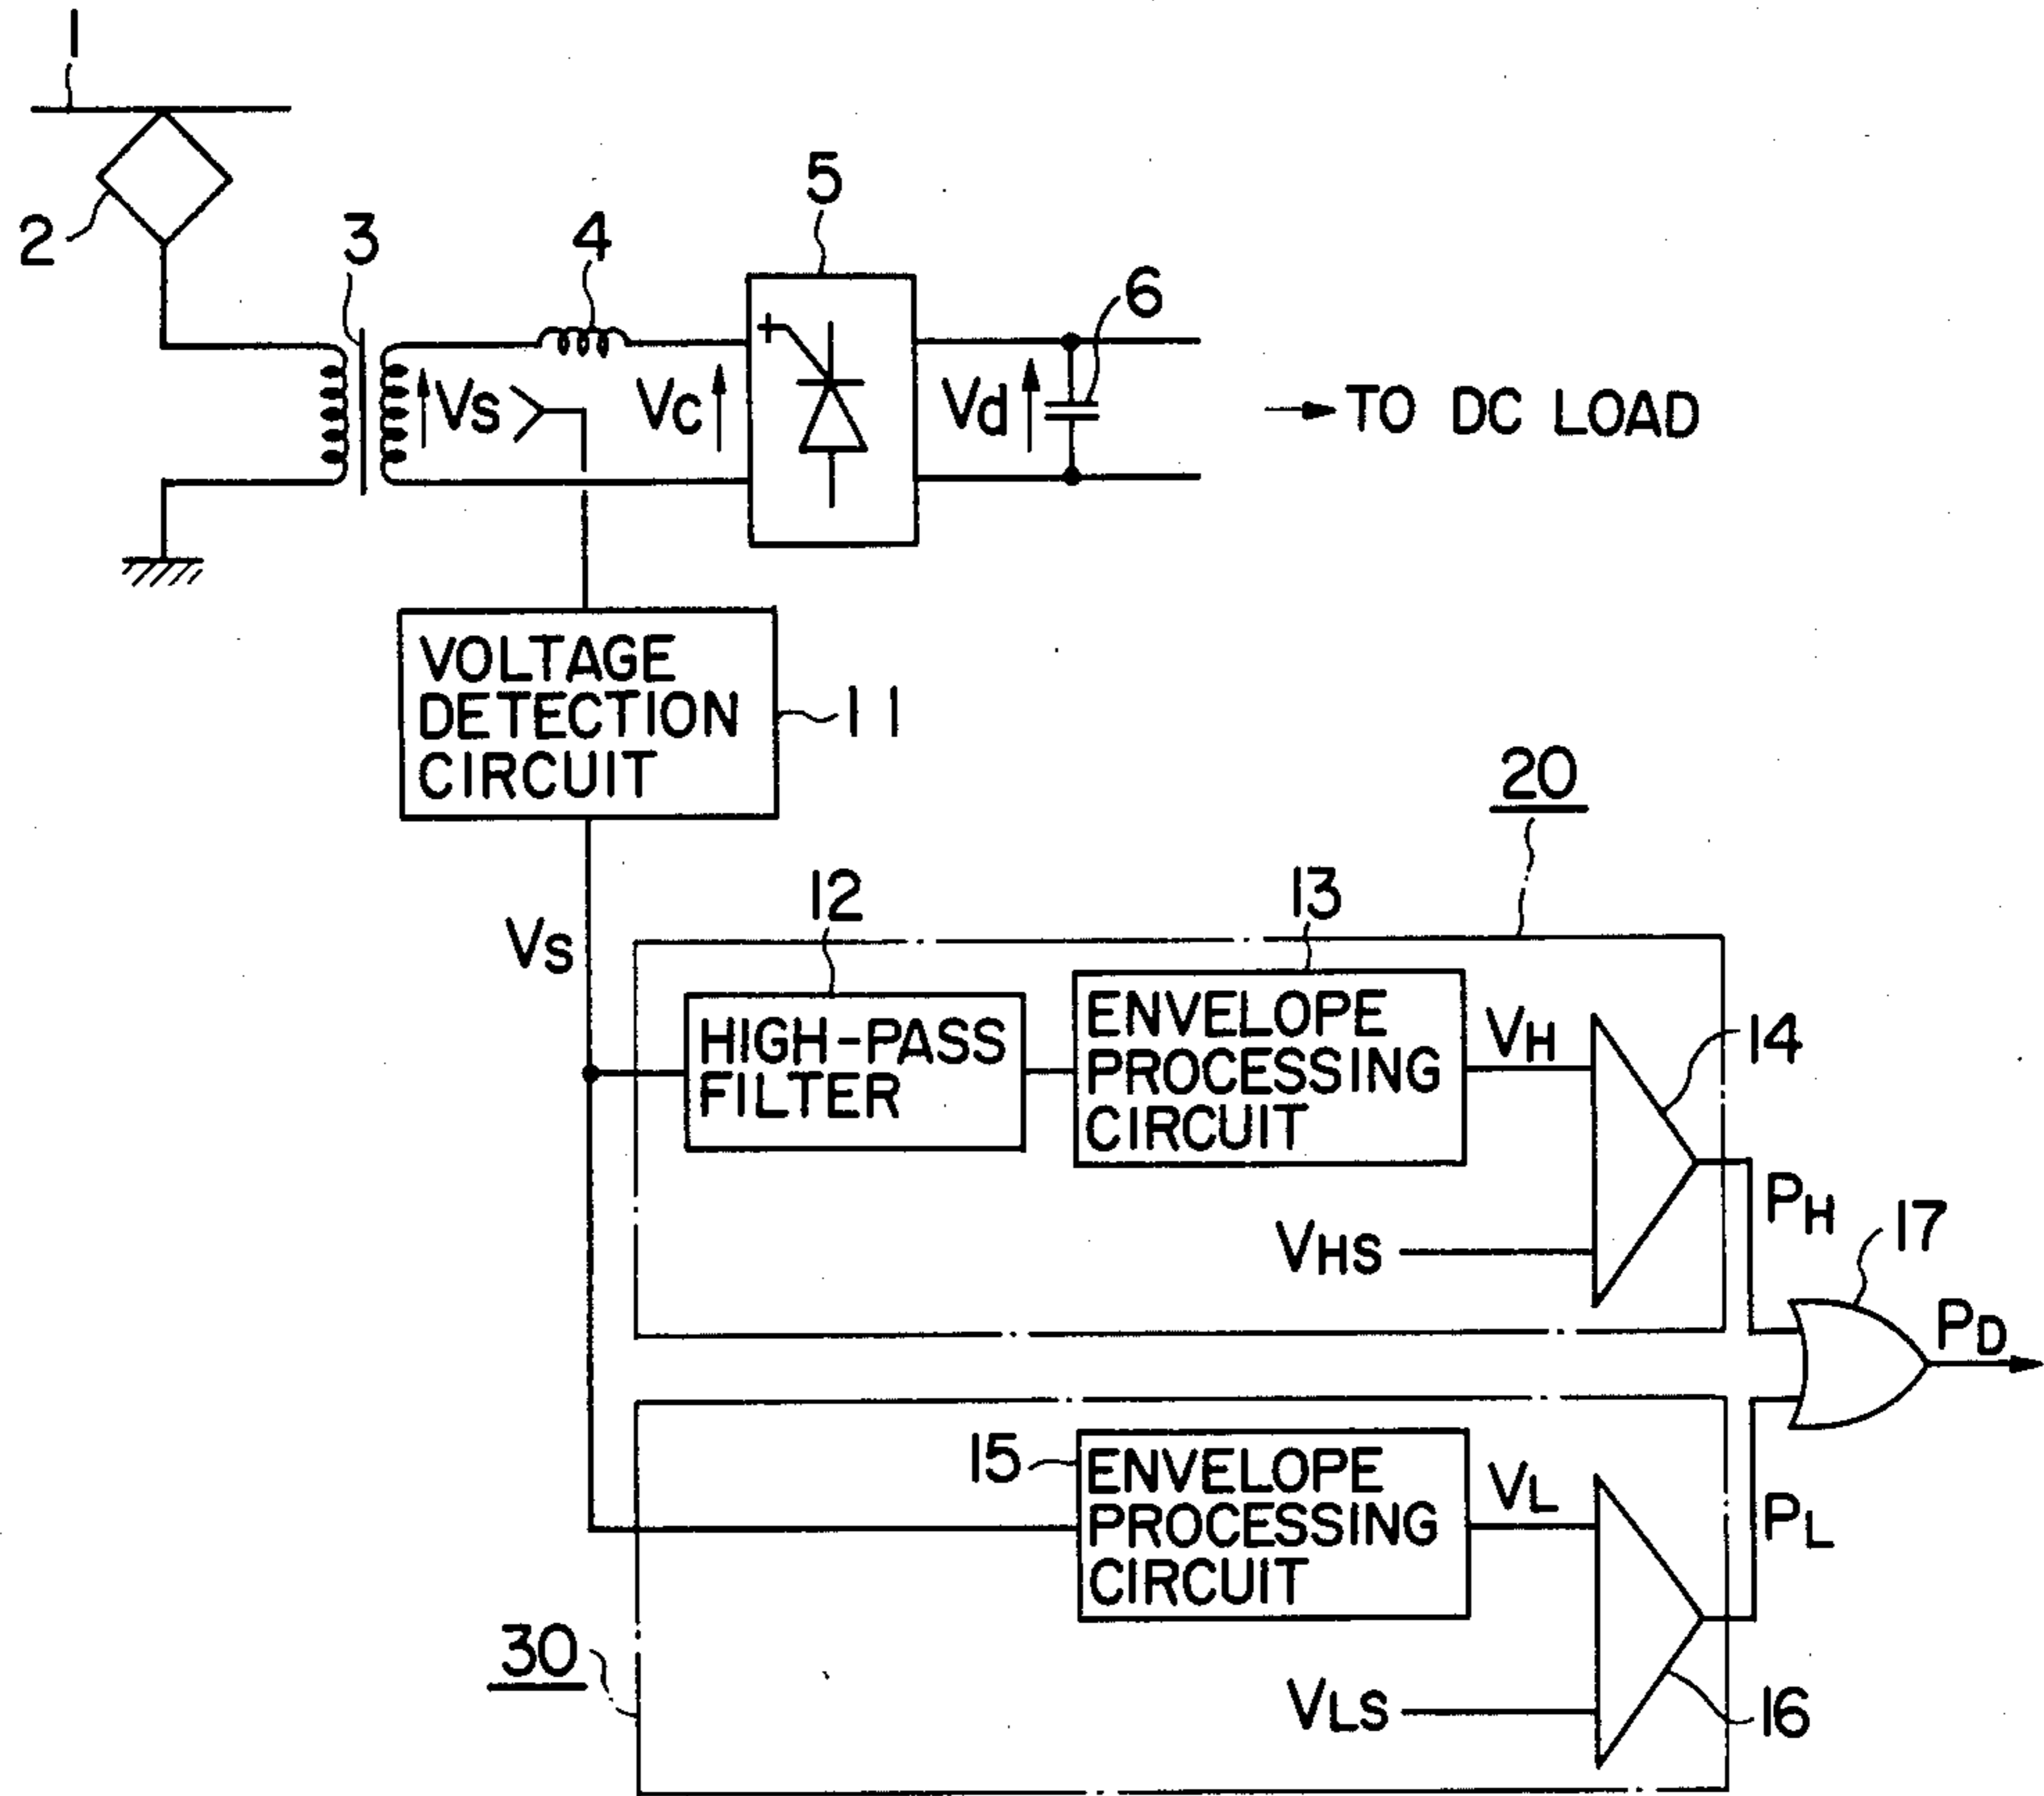 1
2
3
4
5
6
Vs
Vc
Vd
TO DC LOAD
VOLTAGE
DETECTION
CIRCUIT
11
20
Vs
12
13
HIGH-PASS
FILTER
ENVELOPE
PROCESSING
CIRCUIT
VH
14
VHS
PH
17
PD
15
ENVELOPE
PROCESSING
CIRCUIT
VL
PL
30
VLS
16